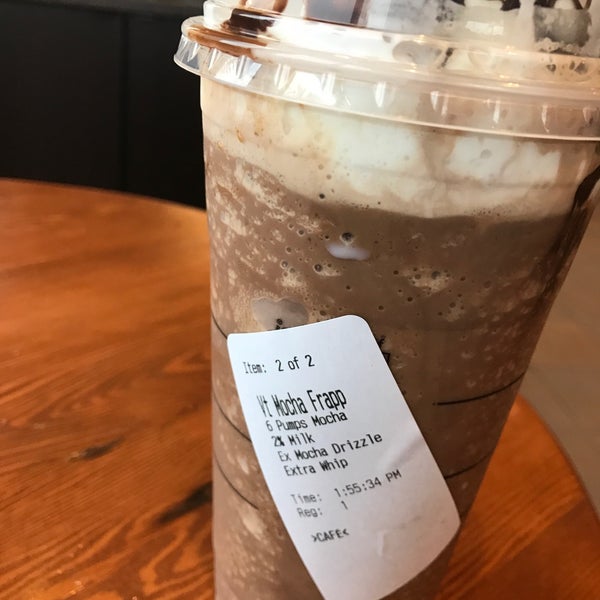 Item: 2 of 2
Vt Mocha Frapp
6 Pumps Mocha
2% Milk
Ex Mocha Drizzle
Extra Whip
Time: 1:55:34 PM
Reg: 1
>CAFE<